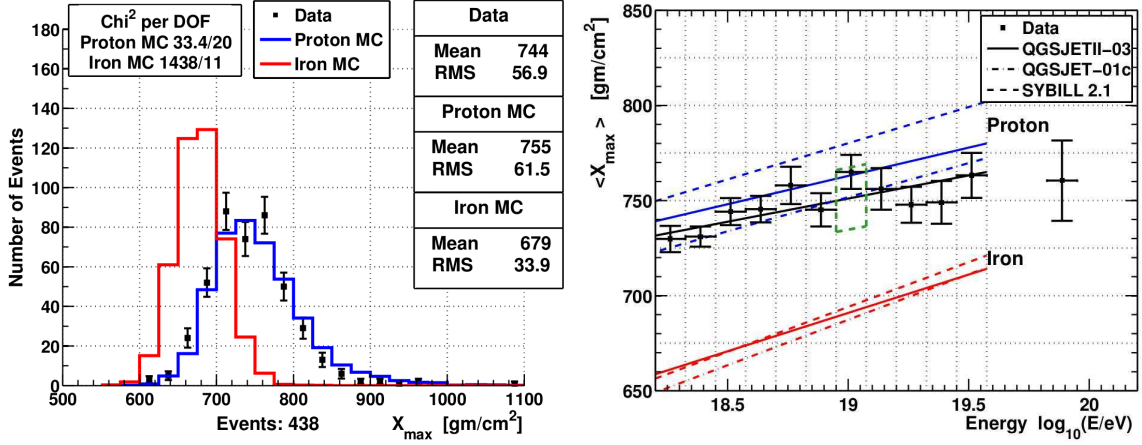 Chi² per DOF
Proton MC 33.4/20
Iron MC 1438/11
Data
Proton MC
Iron MC
Data
Mean 744
RMS 56.9
Proton MC
Mean 755
RMS 61.5
Iron MC
Mean 679
RMS 33.9
Number of Events
180
160
140
120
100
80
60
40
20
0
500 600 700 800 900 1000 1100
Events: 438
Xmax [gm/cm²]
<Xmax> [gm/cm²]
850
800
750
700
650
Data
QGSJETII-03
QGSJET-01c
SYBILL 2.1
Proton
Iron
18.5 19 19.5 20
Energy log10(E/eV)